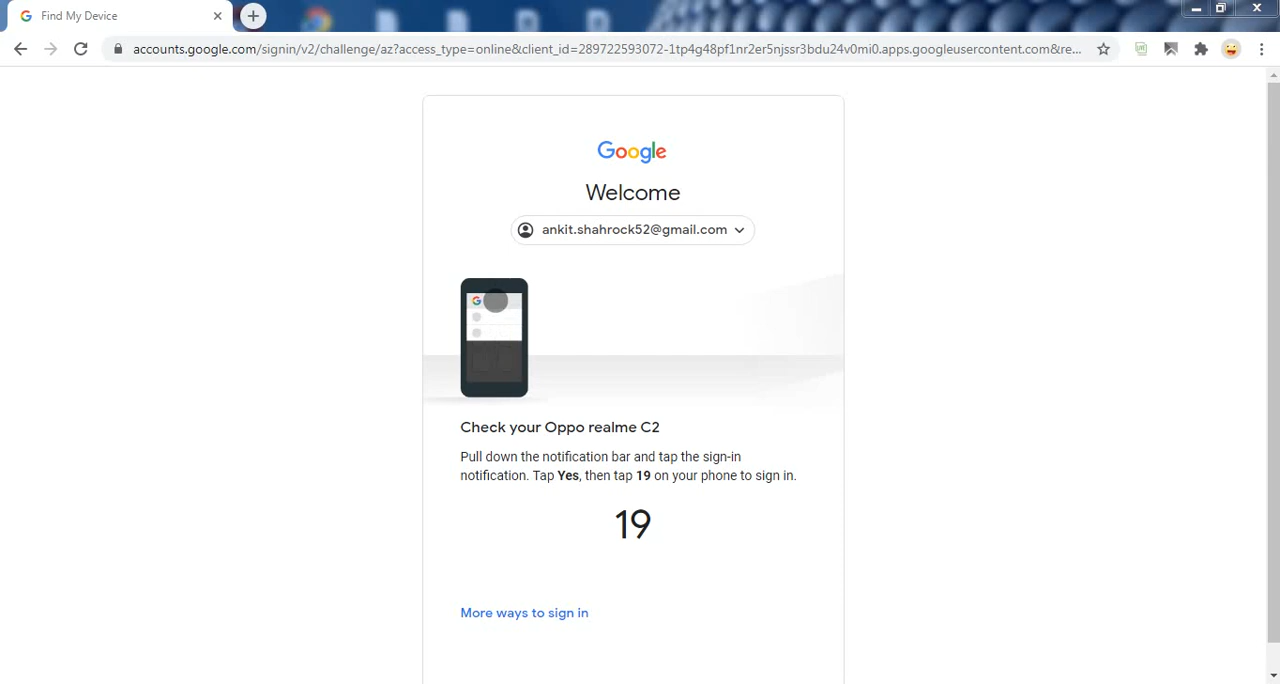 Find My Device
accounts.google.com/signin/v2/challenge/az?access_type=online&client_id=289722593072-1tp4g48pf1nr2er5njssr3bdu24v0mi0.apps.googleusercontent.com&re...
Google
Welcome
ankit.shahrock52@gmail.com
Check your Oppo realme C2
Pull down the notification bar and tap the sign-in
notification. Tap Yes, then tap 19 on your phone to sign in.
19
More ways to sign in